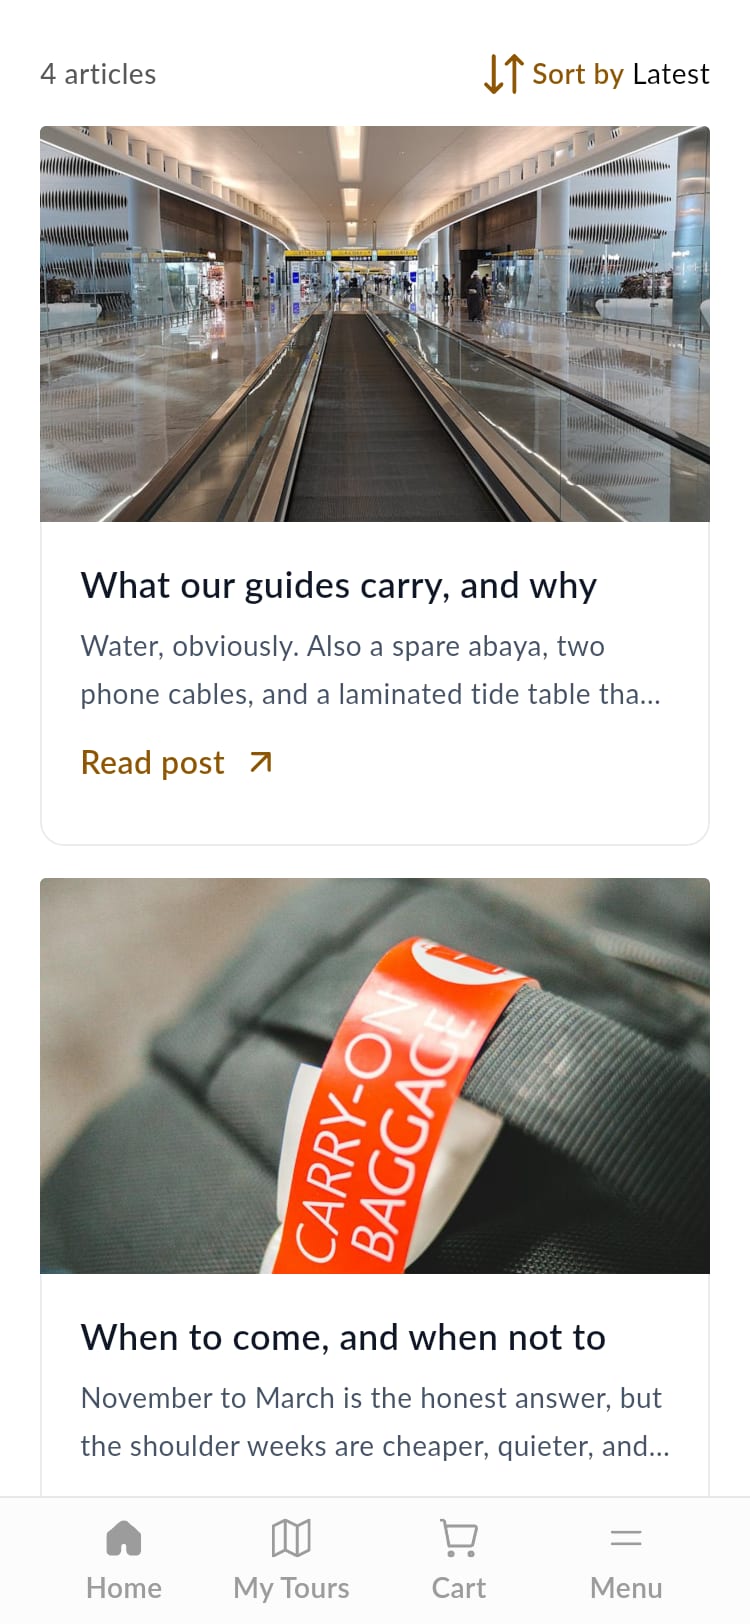 4 articles
Sort by Latest
What our guides carry, and why
Water, obviously. Also a spare abaya, two
phone cables, and a laminated tide table tha...
Read post
CARRY-ON
BAGGAGE
When to come, and when not to
November to March is the honest answer, but
the shoulder weeks are cheaper, quieter, and...
Home
My Tours
Cart
Menu